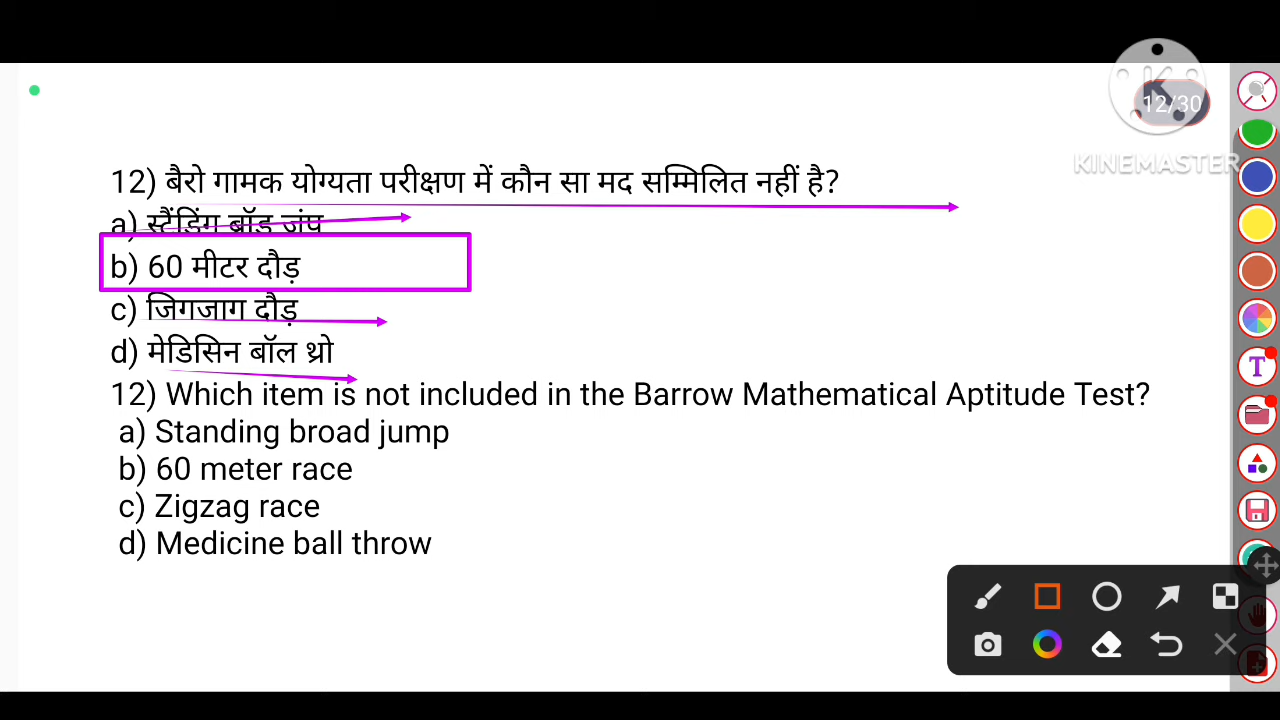 12/30
KINEMASTER
12) बैरो गामक योग्यता परीक्षण में कौन सा मद सम्मिलित नहीं है?
a) स्टैंडिंग बॉड जंप
b) 60 मीटर दौड़
c) जिगजाग दौड़
d) मेडिसिन बॉल थ्रो
12) Which item is not included in the Barrow Mathematical Aptitude Test?
a) Standing broad jump
b) 60 meter race
c) Zigzag race
d) Medicine ball throw